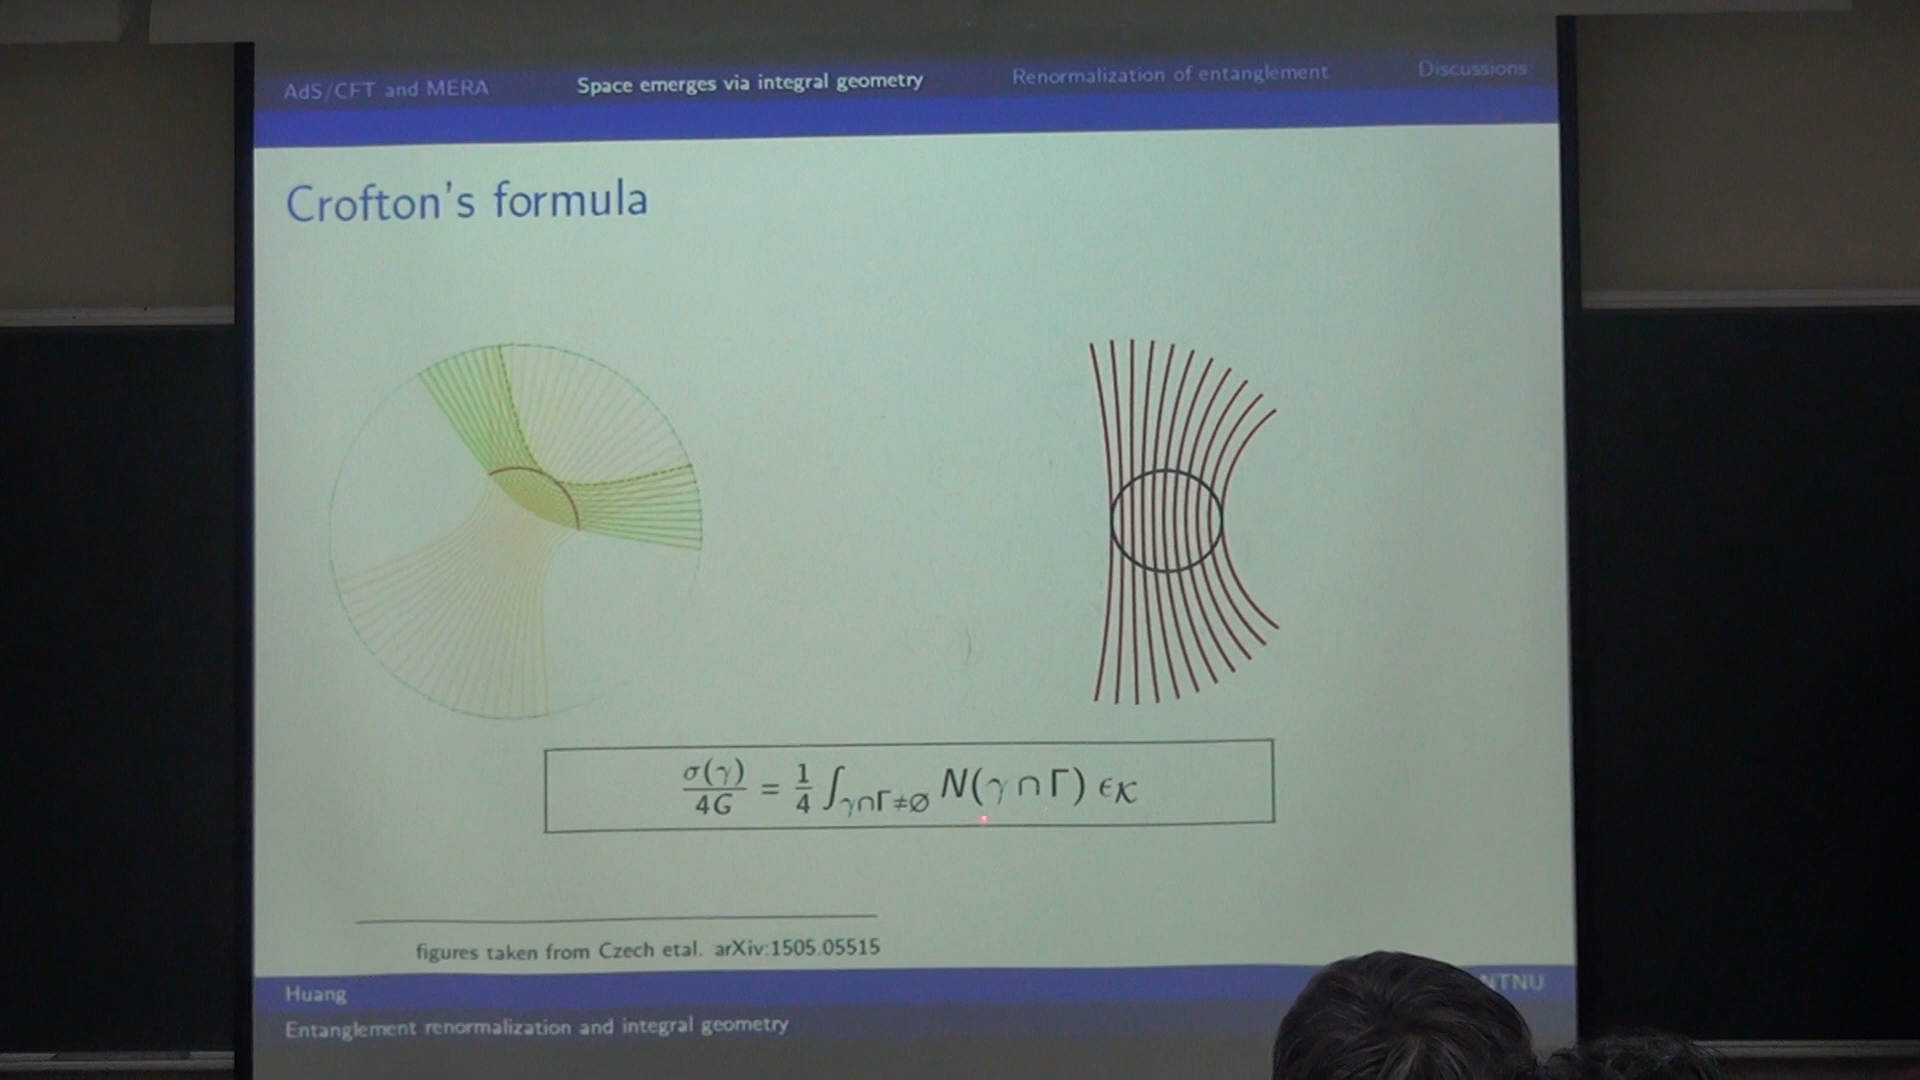 AdS/CFT and MERA Space emerges via integral geometry Renormalization of entanglement Discussions
Crofton's formula
σ(γ)/4G = 1/4 ∫_{γ∩Γ≠∅} N(γ ∩ Γ) ϵ_𝒦
figures taken from Czech etal. arXiv:1505.05515
Huang NTNU
Entanglement renormalization and integral geometry